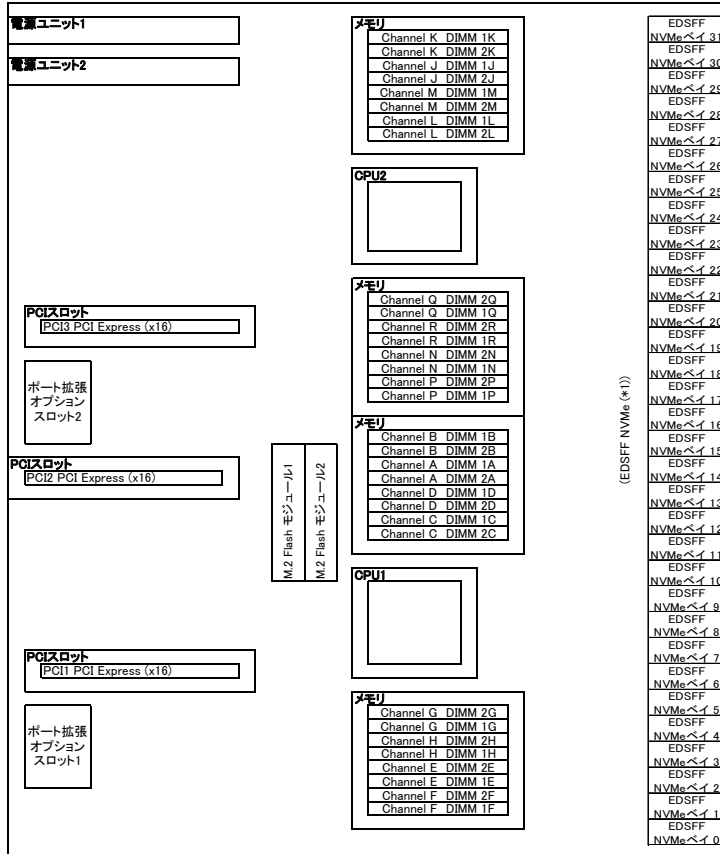 電源ユニット1
電源ユニット2
メモリ
Channel K DIMM 1K
Channel K DIMM 2K
Channel J DIMM 1J
Channel J DIMM 2J
Channel M DIMM 1M
Channel M DIMM 2M
Channel L DIMM 1L
Channel L DIMM 2L
CPU2
メモリ
Channel Q DIMM 2Q
Channel Q DIMM 1Q
Channel R DIMM 2R
Channel R DIMM 1R
Channel N DIMM 2N
Channel N DIMM 1N
Channel P DIMM 2P
Channel P DIMM 1P
PCIスロット
PCI3 PCI Express (x16)
ポート拡張
オプション
スロット2
メモリ
Channel B DIMM 1B
Channel B DIMM 2B
Channel A DIMM 1A
Channel A DIMM 2A
Channel D DIMM 1D
Channel D DIMM 2D
Channel C DIMM 1C
Channel C DIMM 2C
PCIスロット
PCI2 PCI Express (x16)
M.2 Flash モジュール1
M.2 Flash モジュール2
CPU1
PCIスロット
PCI1 PCI Express (x16)
ポート拡張
オプション
スロット1
メモリ
Channel G DIMM 2G
Channel G DIMM 1G
Channel H DIMM 2H
Channel H DIMM 1H
Channel E DIMM 2E
Channel E DIMM 1E
Channel F DIMM 2F
Channel F DIMM 1F
(EDSFF NVMe (*1))
EDSFF
NVMeベイ 31
EDSFF
NVMeベイ 30
EDSFF
NVMeベイ 29
EDSFF
NVMeベイ 28
EDSFF
NVMeベイ 27
EDSFF
NVMeベイ 26
EDSFF
NVMeベイ 25
EDSFF
NVMeベイ 24
EDSFF
NVMeベイ 23
EDSFF
NVMeベイ 22
EDSFF
NVMeベイ 21
EDSFF
NVMeベイ 20
EDSFF
NVMeベイ 19
EDSFF
NVMeベイ 18
EDSFF
NVMeベイ 17
EDSFF
NVMeベイ 16
EDSFF
NVMeベイ 15
EDSFF
NVMeベイ 14
EDSFF
NVMeベイ 13
EDSFF
NVMeベイ 12
EDSFF
NVMeベイ 11
EDSFF
NVMeベイ 10
EDSFF
NVMeベイ 9
EDSFF
NVMeベイ 8
EDSFF
NVMeベイ 7
EDSFF
NVMeベイ 6
EDSFF
NVMeベイ 5
EDSFF
NVMeベイ 4
EDSFF
NVMeベイ 3
EDSFF
NVMeベイ 2
EDSFF
NVMeベイ 1
EDSFF
NVMeベイ 0